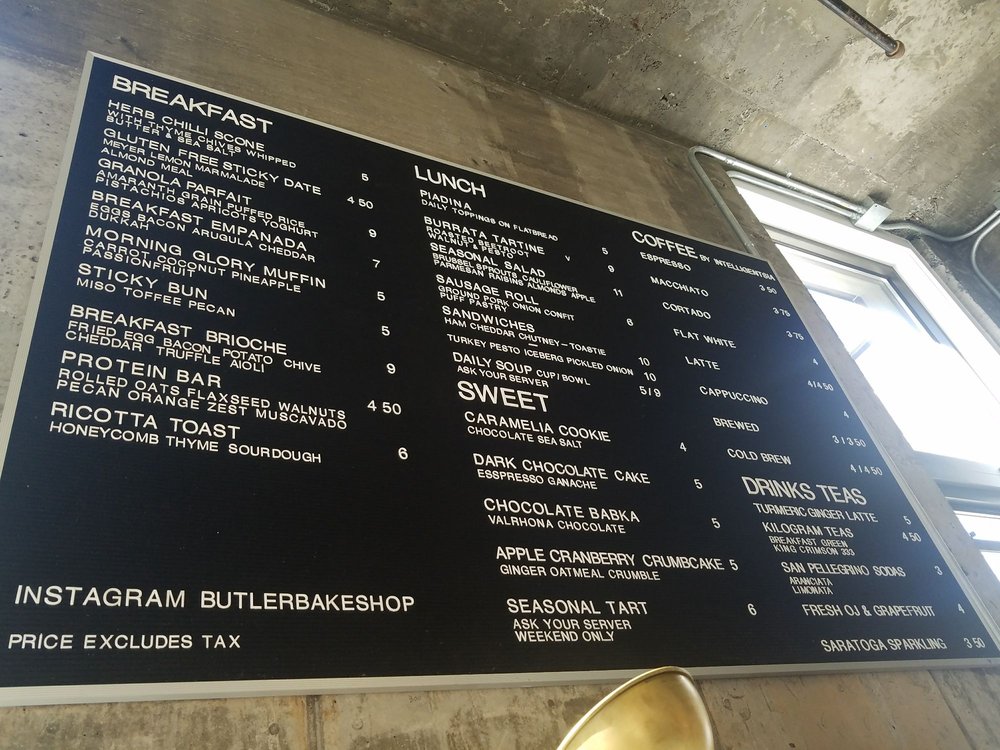 BREAKFAST
HERB CHILLI SCONE
WITH THYME CHIVES WHIPPED
BUTTER & SEA SALT 5
GLUTEN FREE STICKY DATE
MEYER LEMON MARMALADE 4 50
ALMOND MEAL
GRANOLA PARFAIT
AMARANTH GRAIN PUFFED RICE 9
PISTACHIOS APRICOTS YOGHURT
BREAKFAST EMPANADA
EGGS BACON ARUGULA CHEDDAR 7
DUKKAH
MORNING GLORY MUFFIN
CARROT COCONUT PINEAPPLE 5
PASSIONFRUIT
STICKY BUN
MISO TOFFEE PECAN 5
BREAKFAST BRIOCHE
FRIED EGG BACON POTATO CHIVE 9
CHEDDAR TRUFFLE AIOLI
PROTEIN BAR
ROLLED OATS FLAXSEED WALNUTS 4 50
PECAN ORANGE ZEST MUSCAVADO
RICOTTA TOAST
HONEYCOMB THYME SOURDOUGH 6
INSTAGRAM BUTLERBAKESHOP
PRICE EXCLUDES TAX
LUNCH
PIADINA
DAILY TOPPINGS ON FLATBREAD 5
BURRATA TARTINE V
ROASTED BEETROOT 9
WALNUT PESTO
SEASONAL SALAD
BRUSSEL SPROUTS CAULIFLOWER 11
PARMESAN RAISINS ALMONDS APPLE
SAUSAGE ROLL
GROUND PORK ONION CONFIT 6
PUFF PASTRY
SANDWICHES
HAM CHEDDAR CHUTNEY-TOASTIE 10
–
TURKEY PESTO ICEBERG PICKLED ONION 10
DAILY SOUP CUP/BOWL 5/9
ASK YOUR SERVER
SWEET
CARAMELIA COOKIE
CHOCOLATE SEA SALT 4
DARK CHOCOLATE CAKE 5
ESSPRESSO GANACHE
CHOCOLATE BABKA 5
VALRHONA CHOCOLATE
APPLE CRANBERRY CRUMBCAKE 5
GINGER OATMEAL CRUMBLE
SEASONAL TART 6
ASK YOUR SERVER
WEEKEND ONLY
COFFEE BY INTELLIGENTSIA
ESPRESSO 3 50
MACCHIATO 3 75
CORTADO 3 75
FLAT WHITE 4
LATTE 4/4 50
CAPPUCCINO 4
BREWED 3/3 50
COLD BREW 4/4 50
DRINKS TEAS
TURMERIC GINGER LATTE 5
KILOGRAM TEAS 4 50
BREAKFAST GREEN
KING CRIMSON 333
SAN PELLEGRINO SODAS 3
ARANCIATA
LIMONATA
FRESH OJ & GRAPEFRUIT 4
SARATOGA SPARKLING 3 50